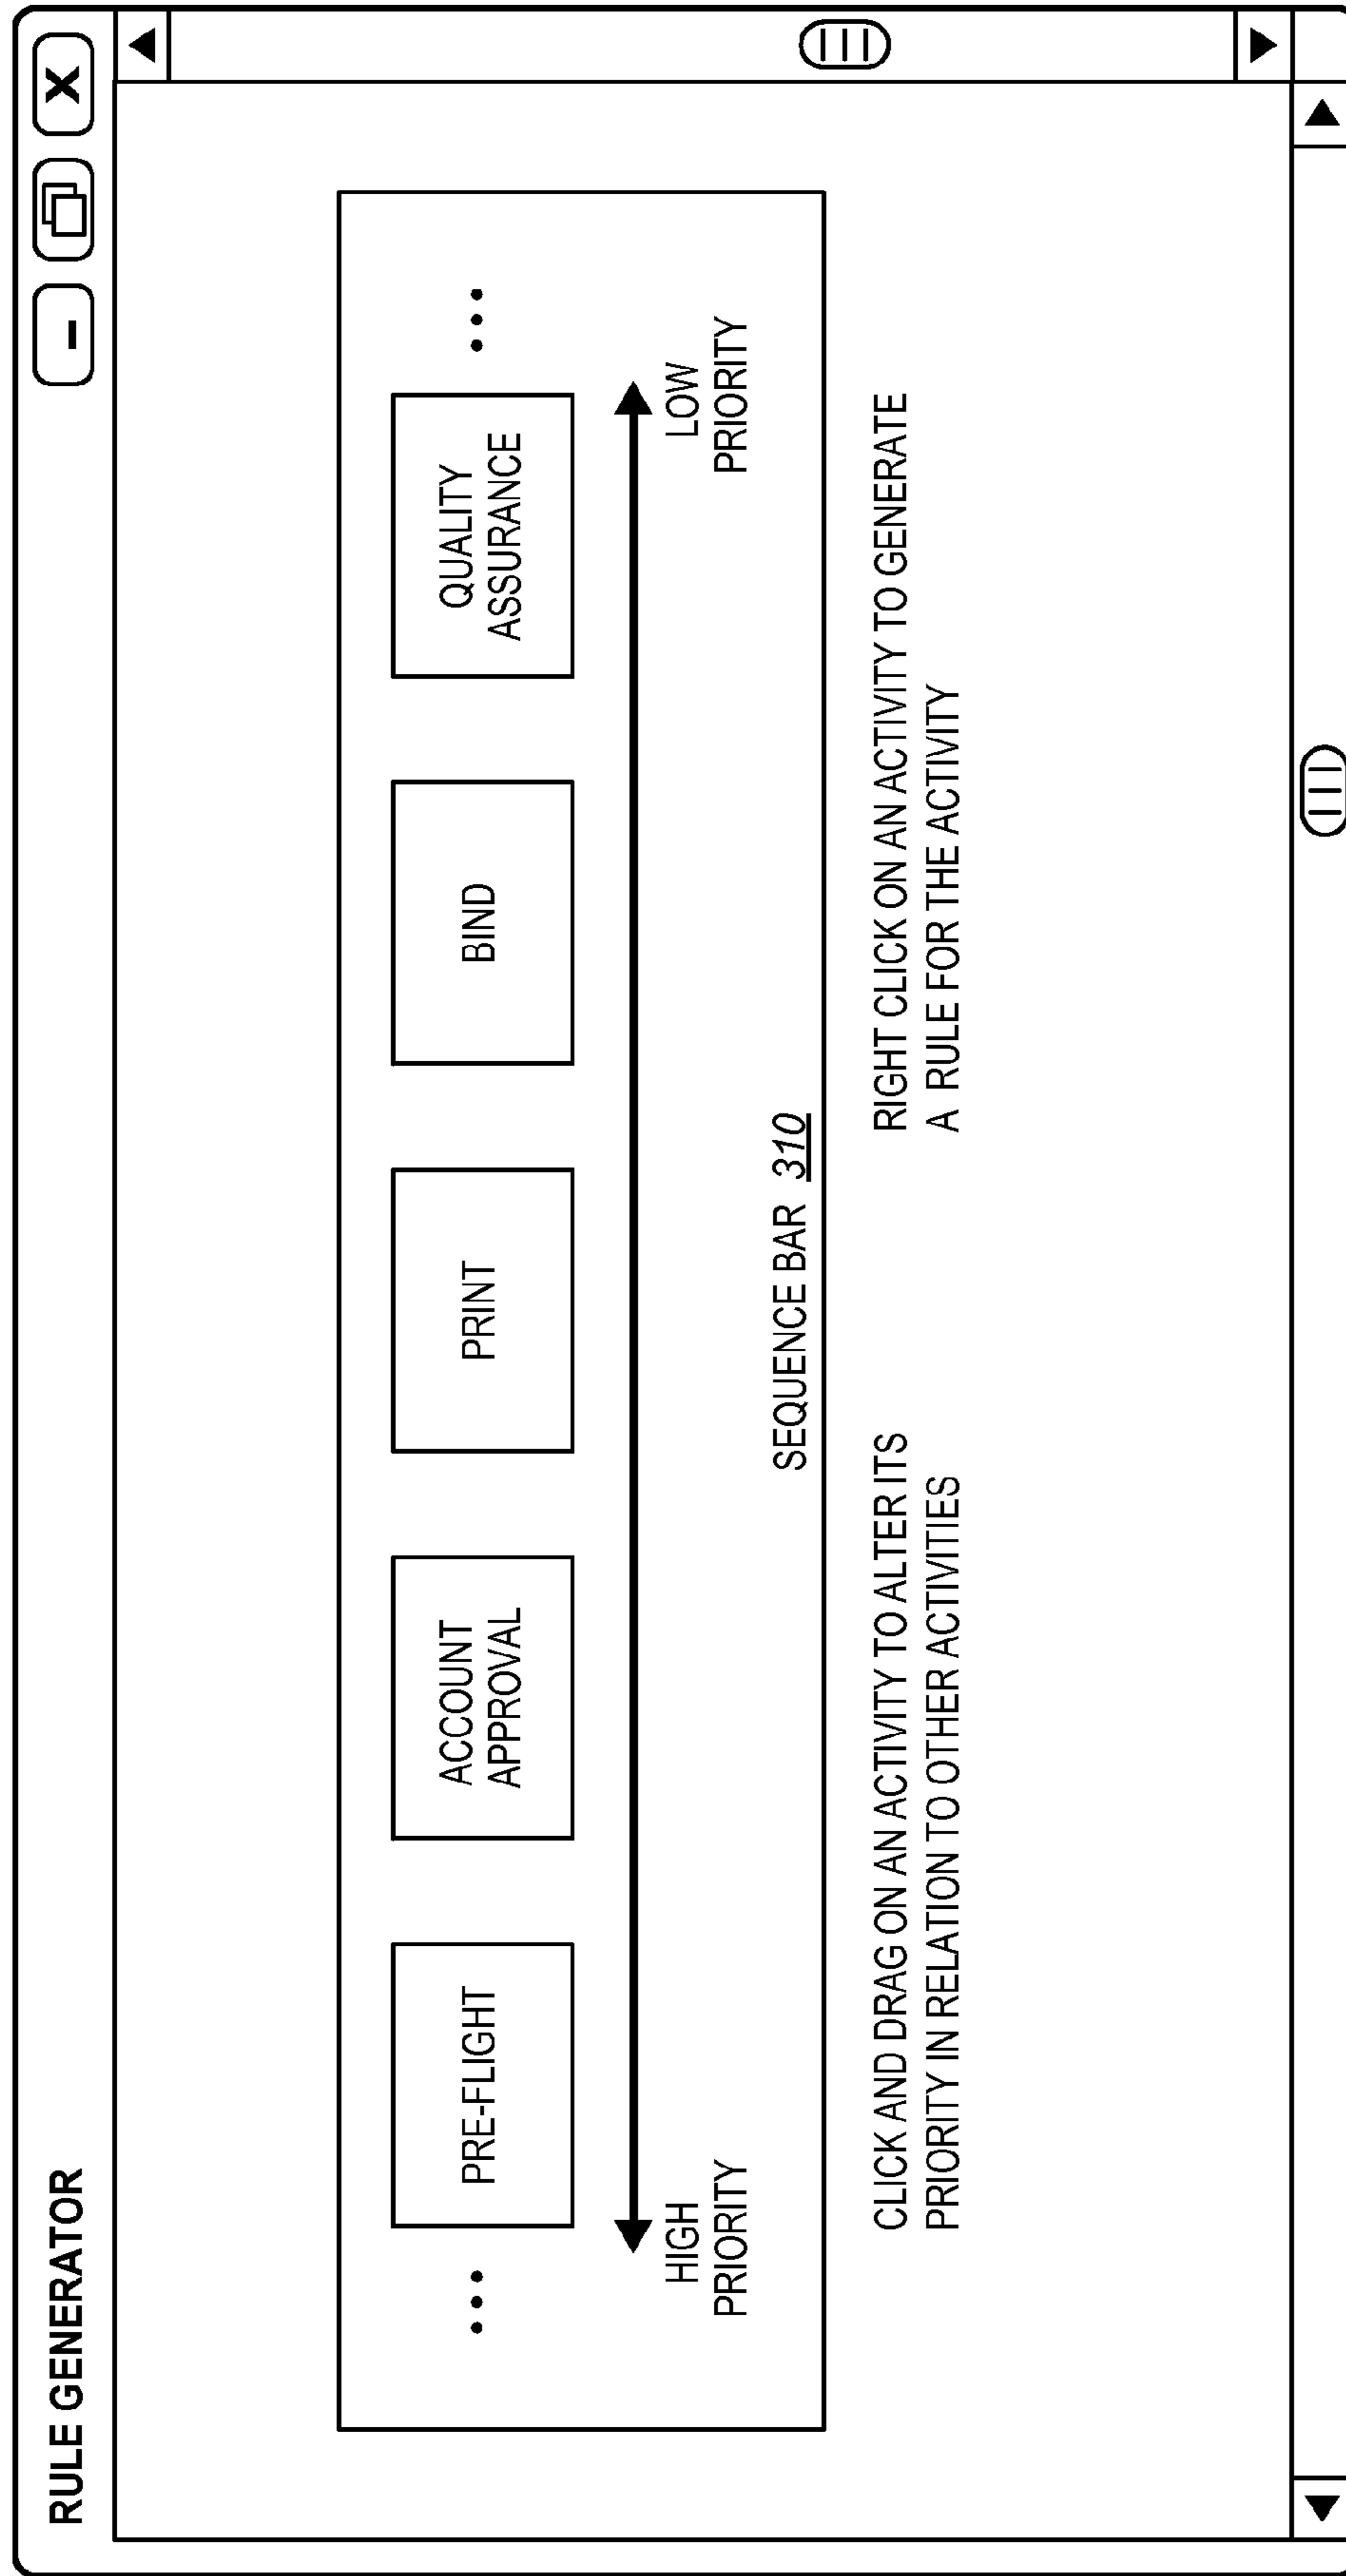 RULE GENERATOR
PRE-FLIGHT
ACCOUNT
APPROVAL
PRINT
BIND
QUALITY
ASSURANCE
HIGH
PRIORITY
LOW
PRIORITY
SEQUENCE BAR 310
CLICK AND DRAG ON AN ACTIVITY TO ALTER ITS
PRIORITY IN RELATION TO OTHER ACTIVITIES
RIGHT CLICK ON AN ACTIVITY TO GENERATE
A RULE FOR THE ACTIVITY